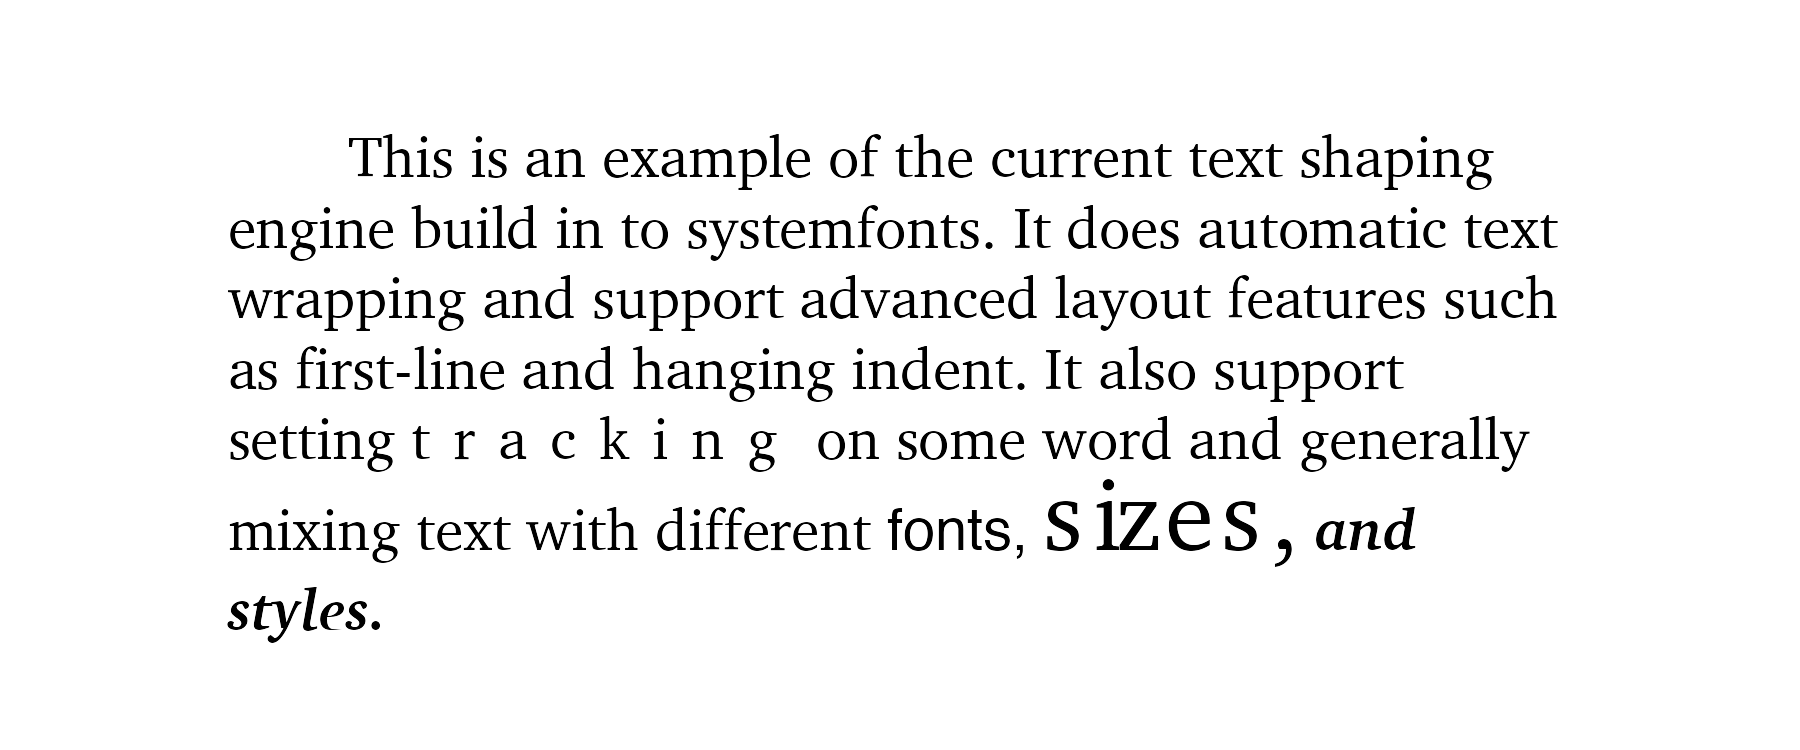 This is an example of the current text shaping
engine build in to systemfonts. It does automatic text
wrapping and support advanced layout features such
as first-line and hanging indent. It also support
setting t r a c k i n g on some word and generally
mixing text with different fonts, sizes, and
styles.